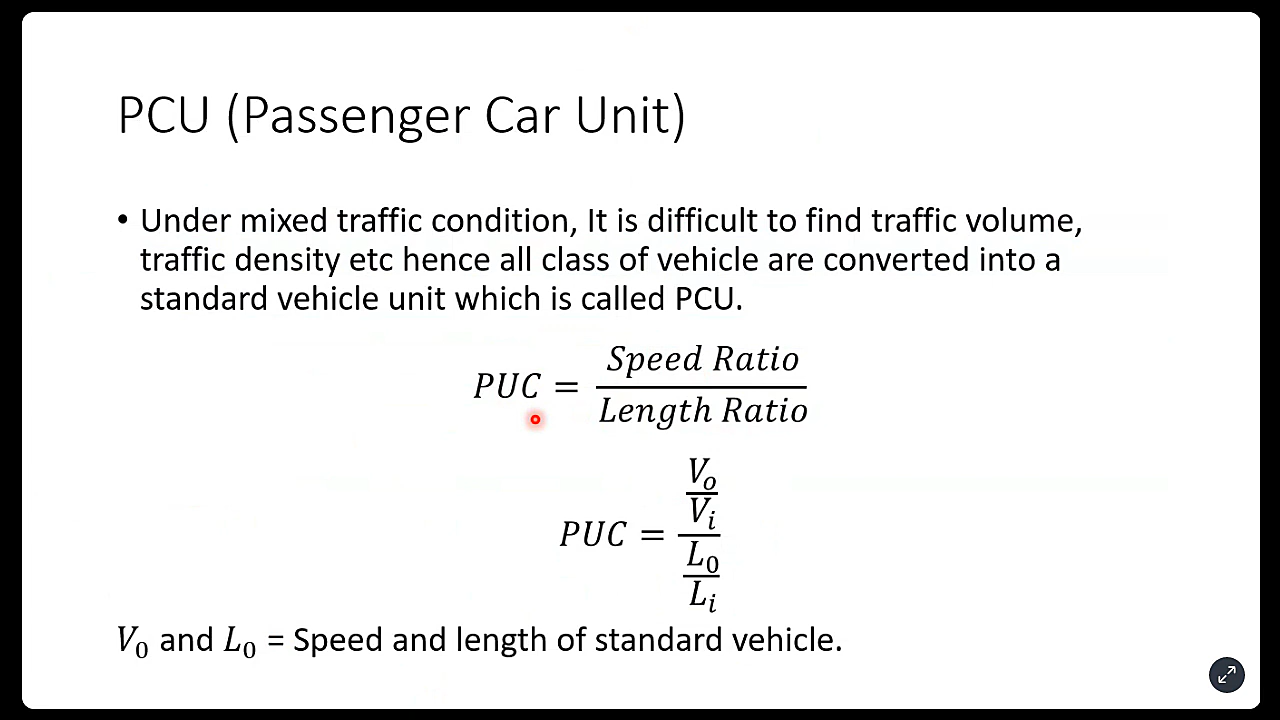 PCU (Passenger Car Unit)
• Under mixed traffic condition, It is difficult to find traffic volume,
traffic density etc hence all class of vehicle are converted into a
standard vehicle unit which is called PCU.
PUC = Speed Ratio / Length Ratio
PUC = (V_o / V_i) / (L_0 / L_i)
V_0 and L_0 = Speed and length of standard vehicle.